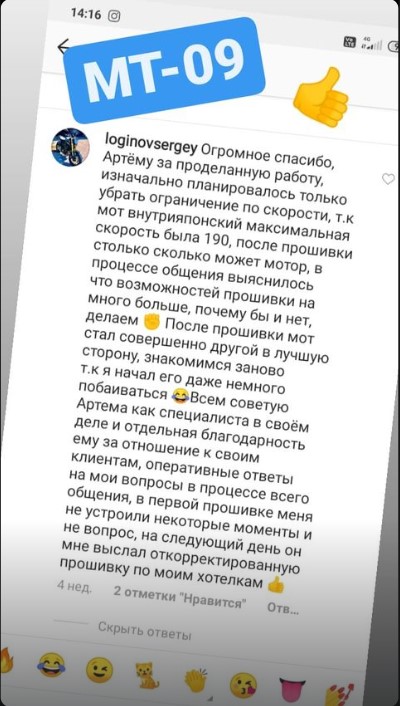 14:16
МТ-09
loginovsergey Огромное спасибо,
Артёму за проделанную работу,
изначально планировалось только
убрать ограничение по скорости, т.к
мот внутрияпонский максимальная
скорость была 190, после прошивки
столько сколько может мотор, в
процессе общения выяснилось
что возможностей прошивки на
много больше, почему бы и нет,
делаем ✊ После прошивки мот
стал совершенно другой в лучшую
сторону, знакомимся заново
т.к я начал его даже немного
побаиваться 😂Всем советую
Артема как специалиста в своём
деле и отдельная благодарность
ему за отношение к своим
клиентам, оперативные ответы
на мои вопросы в процессе всего
общения, в первой прошивке меня
не устроили некоторые моменты и
не вопрос, на следующий день он
мне выслал откорректированную
прошивку по моим хотелкам 👍
4 нед. 2 отметки "Нравится" Отв...
Скрыть ответы